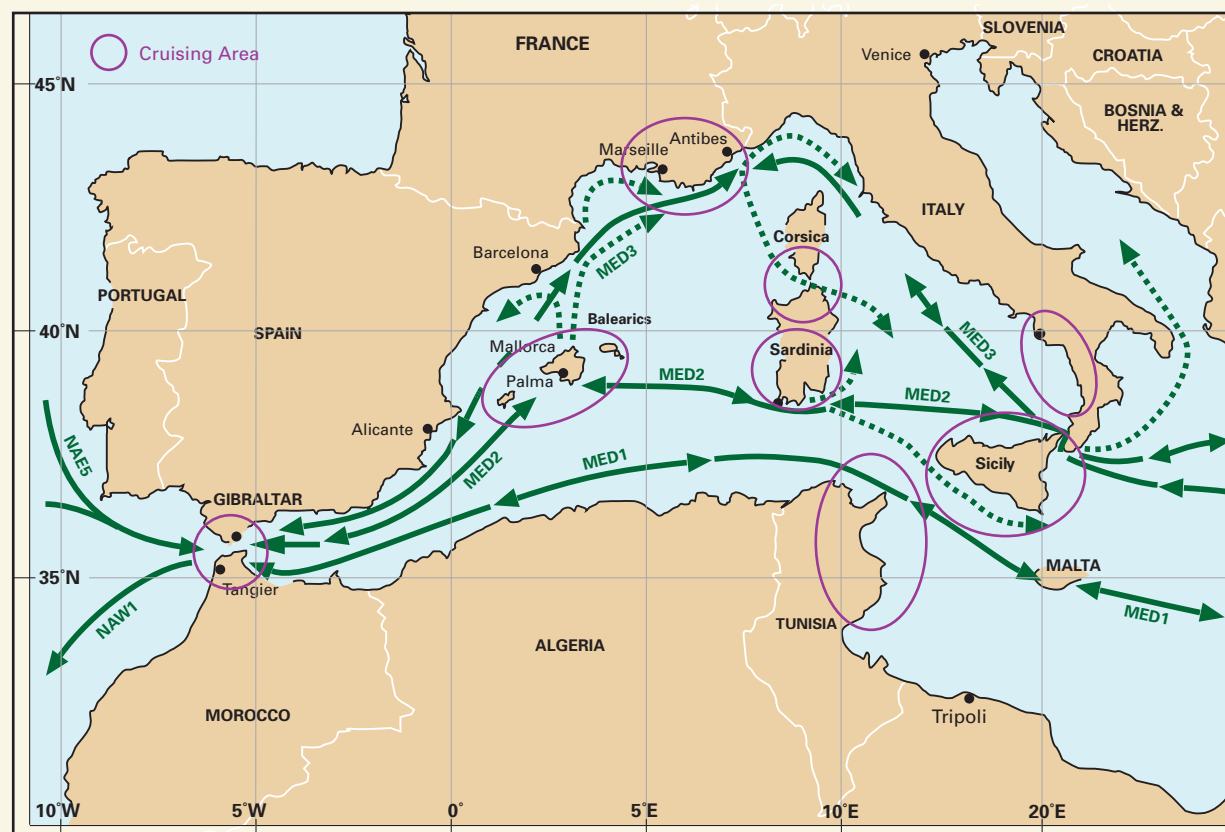 Cruising Area
FRANCE
SLOVENIA
Venice
CROATIA
45°N
BOSNIA &
HERZ.
Marseille
Antibes
ITALY
Corsica
Barcelona
MED3
PORTUGAL
SPAIN
Balearics
40°N
Mallorca
Sardinia
MED3
Palma
MED2
MED2
Alicante
NAE5
MED2
MED1
Sicily
GIBRALTAR
35°N
MALTA
Tangier
NAW1
MED1
TUNISIA
ALGERIA
MOROCCO
Tripoli
10°W
5°W
0°
5°E
10°E
20°E